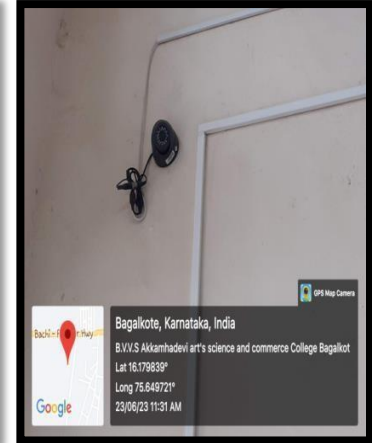 GPS Map Camera
Bagalkote, Karnataka, India
B.V.V.S Akkamhadevi art's science and commerce College Bagalkot
Lat 16.179839°
Long 75.649721°
23/06/23 11:31 AM
Google